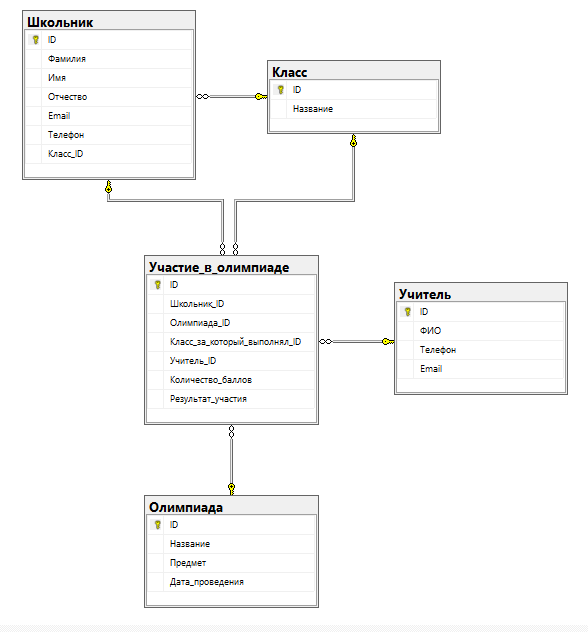 Школьник
ID
Фамилия
Имя
Отчество
Email
Телефон
Класс_ID
Класс
ID
Название
Участие_в_олимпиаде
ID
Школьник_ID
Олимпиада_ID
Класс_за_который_выполнял_ID
Учитель_ID
Количество_баллов
Результат_участия
Учитель
ID
ФИО
Телефон
Email
Олимпиада
ID
Название
Предмет
Дата_проведения